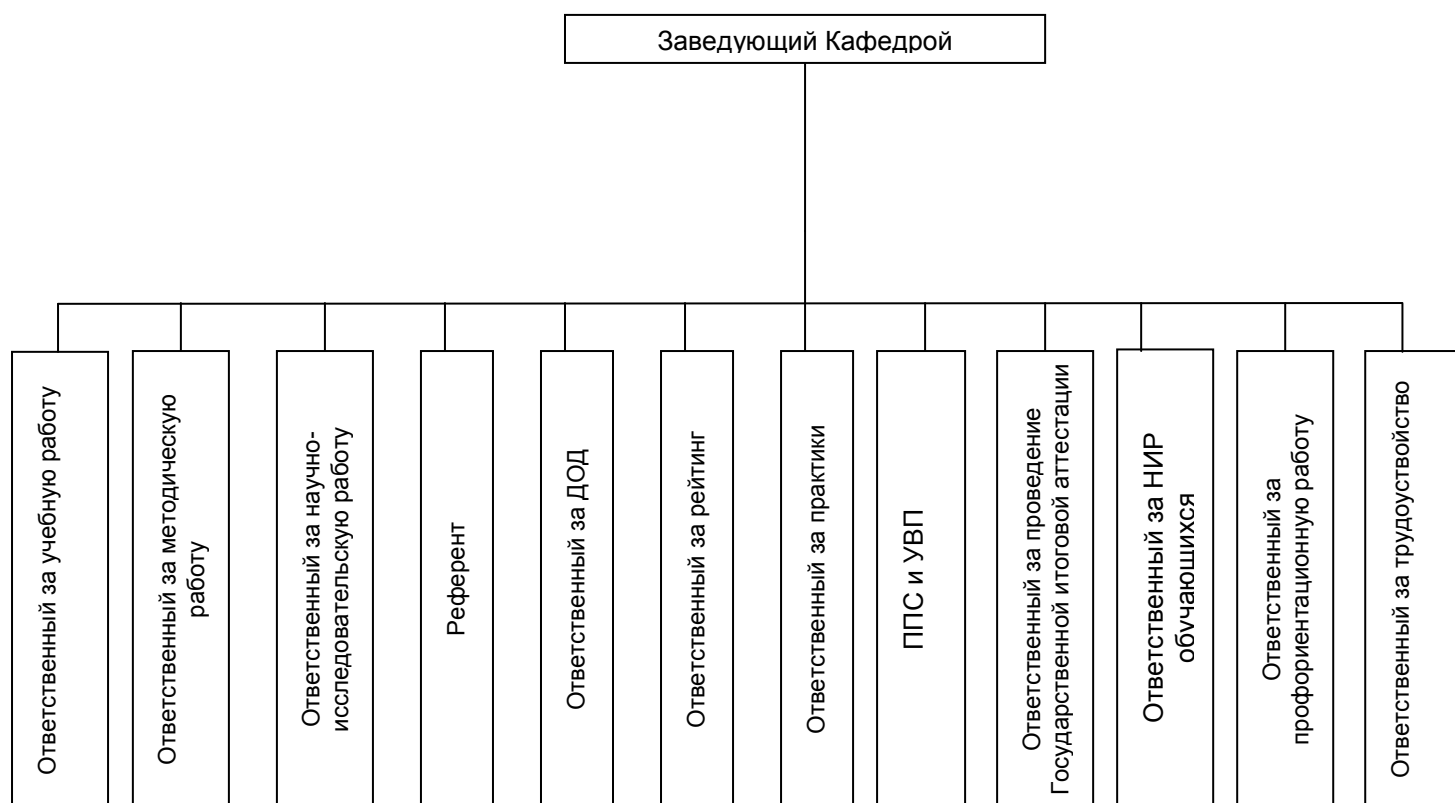 Заведующий Кафедрой
Ответственный за учебную работу
Ответственный за методическую
работу
Ответственный за научно-
исследовательскую работу
Референт
Ответственный за ДОД
Ответственный за рейтинг
Ответственный за практики
ППС и УВП
Ответственный за проведение
Государственной итоговой аттестации
Ответственный за НИР
обучающихся
Ответственный за
профориентационную работу
Ответственный за трудоуствойство